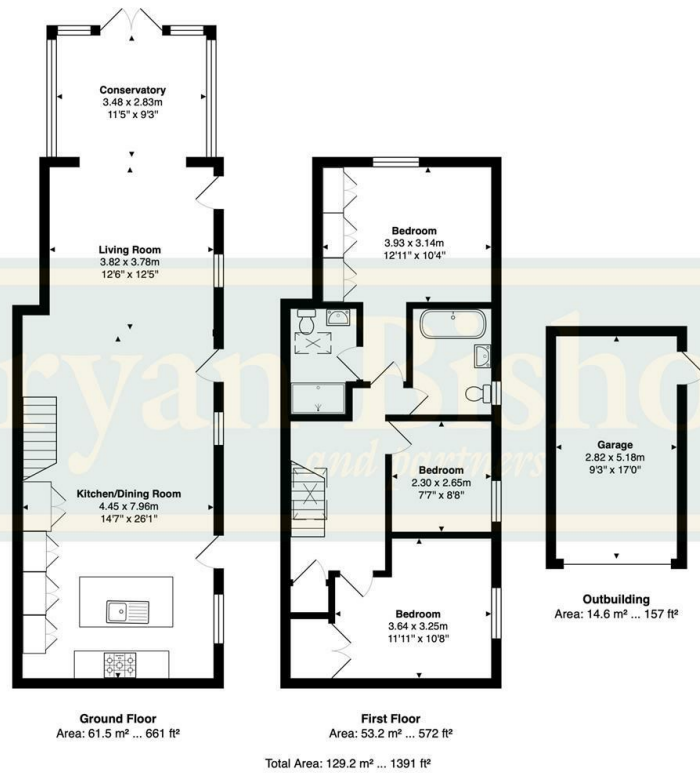 Conservatory
3.48 x 2.83m
11'5" x 9'3"
Living Room
3.82 x 3.78m
12'6" x 12'5"
Kitchen/Dining Room
4.45 x 7.96m
14'7" x 26'1"
Ground Floor
Area: 61.5 m² ... 661 ft²
Bedroom
3.93 x 3.14m
12'11" x 10'4"
Bedroom
2.30 x 2.65m
7'7" x 8'8"
Bedroom
3.64 x 3.25m
11'11" x 10'8"
First Floor
Area: 53.2 m² ... 572 ft²
Garage
2.82 x 5.18m
9'3" x 17'0"
Outbuilding
Area: 14.6 m² ... 157 ft²
Total Area: 129.2 m² ... 1391 ft²
ryan Bisho
and partners